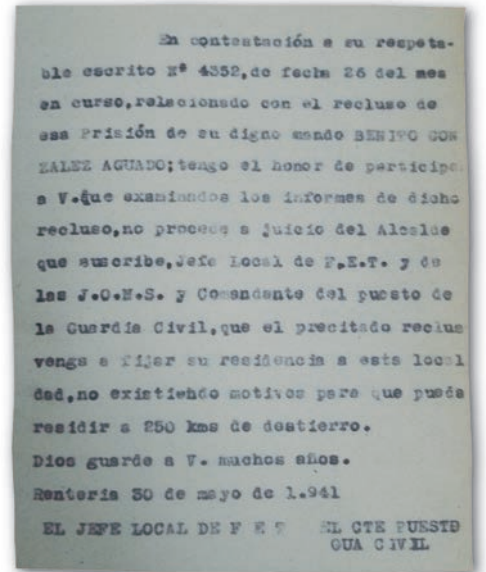 En contestación a su respeta-
ble escrito Nº 4352,de fecha 26 del mes
en curso,relacionado con el recluso de
esa Prisión de su digno mando BENITO GON
ZALEZ AGUADO;tengo el honor de participa
a V.que examinados los informes de dicho
recluso,no procede a juicio del Alcalde
que suscribe,Jefe Local de F.E.T. y de
las J.O.N.S. y Comandante del puesto de
la Guardia Civil,que el precitado reclus
venga a fijar su residencia a esta local
dad,no existiendo motivos para que pueda
residir a 250 kms de destierro.
Dios guarde a V. muchos años.
Renteria 30 de mayo de 1.941
EL JEFE LOCAL DE F E T EL CTE PUESTO
GUA CIVIL